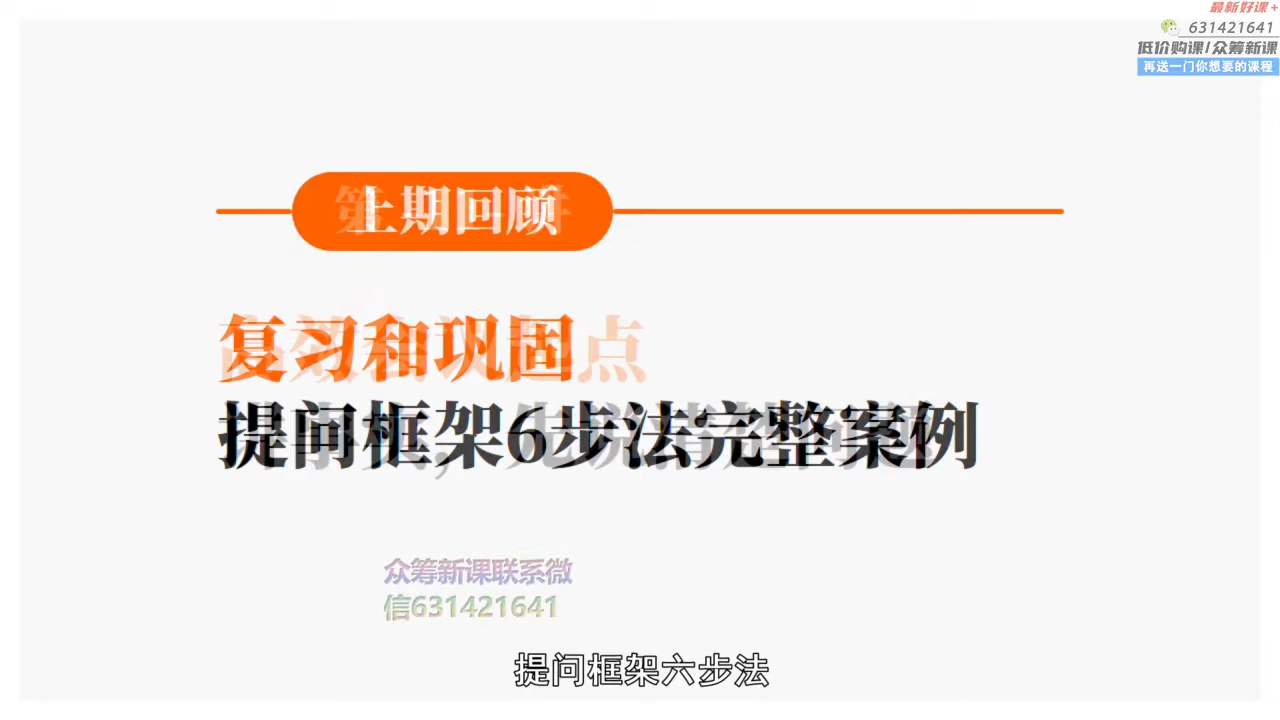 最新好课+
631421641
低价购课/众筹新课
再送一门你想要的课程
上期回顾
复习和巩固
提问框架6步法完整案例
众筹新课联系微
信631421641
提问框架六步法